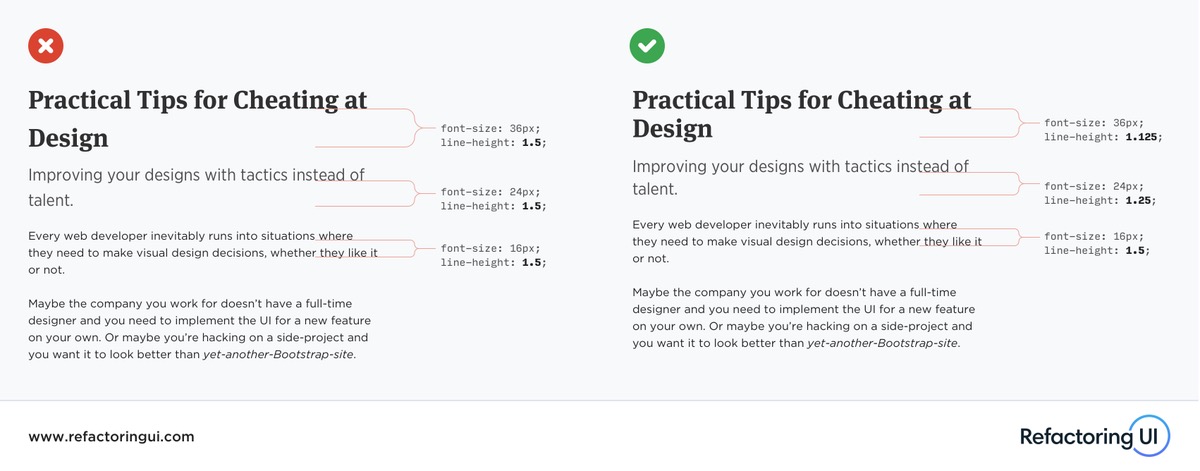 Practical Tips for Cheating at
Design
Improving your designs with tactics instead of
talent.
Every web developer inevitably runs into situations where
they need to make visual design decisions, whether they like it
or not.
Maybe the company you work for doesn’t have a full-time
designer and you need to implement the UI for a new feature
on your own. Or maybe you’re hacking on a side-project and
you want it to look better than yet-another-Bootstrap-site.
font-size: 36px;
line-height: 1.5;
font-size: 24px;
line-height: 1.5;
font-size: 16px;
line-height: 1.5;
Practical Tips for Cheating at
Design
Improving your designs with tactics instead of
talent.
Every web developer inevitably runs into situations where
they need to make visual design decisions, whether they like it
or not.
Maybe the company you work for doesn’t have a full-time
designer and you need to implement the UI for a new feature
on your own. Or maybe you’re hacking on a side-project and
you want it to look better than yet-another-Bootstrap-site.
font-size: 36px;
line-height: 1.125;
font-size: 24px;
line-height: 1.25;
font-size: 16px;
line-height: 1.5;
www.refactoringui.com
Refactoring UI